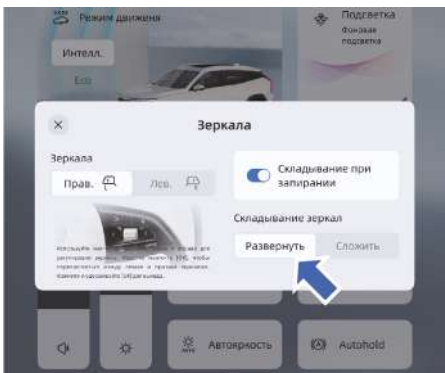 Режим движеня
Подсветка
Фоновая
подсветка
Интелл.
Eco
Зеркала
Зеркала
Прав.
Лев.
Складывание при
запирании
Складывание зеркал
Развернуть
Сложить
Автояркость
Autohold